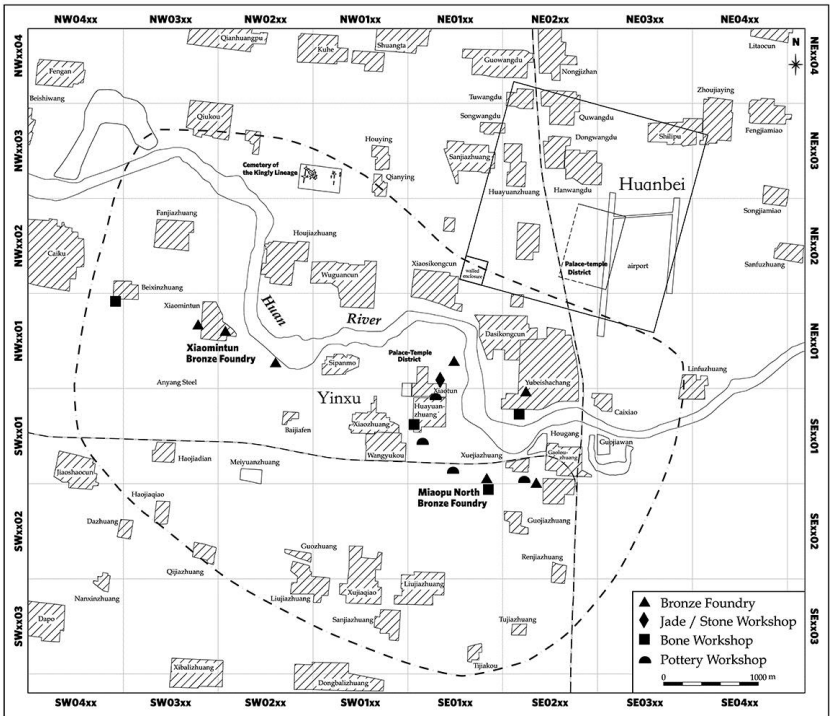 NW04xx NW03xx NW02xx NW01xx NE01xx NE02xx NE03xx NE04xx
NWxx04
NWxx03
NWxx02
NWxx01
SWxx01
SWxx02
SWxx03
NExx04
NExx03
NExx02
NExx01
SExx01
SExx02
SExx03
N
Qianhuangpu
Kuhe
Shuangta
Litaocun
Guowangdu
Nongjizhan
Fengan
Beishiwang
Tuwangdu
Zhoujiaying
Qiukou
Songwangdu
Quwangdu
Fengjiamiao
Houying
Dongwangdu
Shilipu
Sanjiazhuang
Cemetery of
the Kingly Lineage
Qianying
Huayuanzhuang
Hanwangdu
Huanbei
Songjiamiao
Fanjiazhuang
Houjiazhuang
Caiku
Wuguancun
Xiaosikongcun
walled
enclosure
Palace-temple
District
airport
Sanfuzhuang
Beixinzhuang
Xiaomintun
Huan
River
Xiaomintun
Bronze Foundry
Dasikongcun
Palace-Temple
District
Sipanmo
Linfuzhuang
Anyang Steel
Xiaotun
Yubeishachang
Yinxu
Huayuan-
zhuang
Caixiao
Baijiafen
Xiaozhuang
Hougang
Guojiawan
Wangyukou
Xuejiazhuang
Gaolou-
zhuang
Haojiadian
Meiyuanzhuang
Jiaoshaocun
Miaopu North
Bronze Foundry
Haojiaqiao
Dazhuang
Guojiazhuang
Qijiazhuang
Guozhuang
Renjiazhuang
Nanxinzhuang
Liujiazhuang
Xujiaqiao
Liujiazhuang
Dapo
Sanjiazhuang
Tujiazhuang
Tijiakou
Xibalizhuang
Dongbalizhuang
Bronze Foundry
Jade / Stone Workshop
Bone Workshop
Pottery Workshop
0 1000 m
SW04xx SW03xx SW02xx SW01xx SE01xx SE02xx SE03xx SE04xx